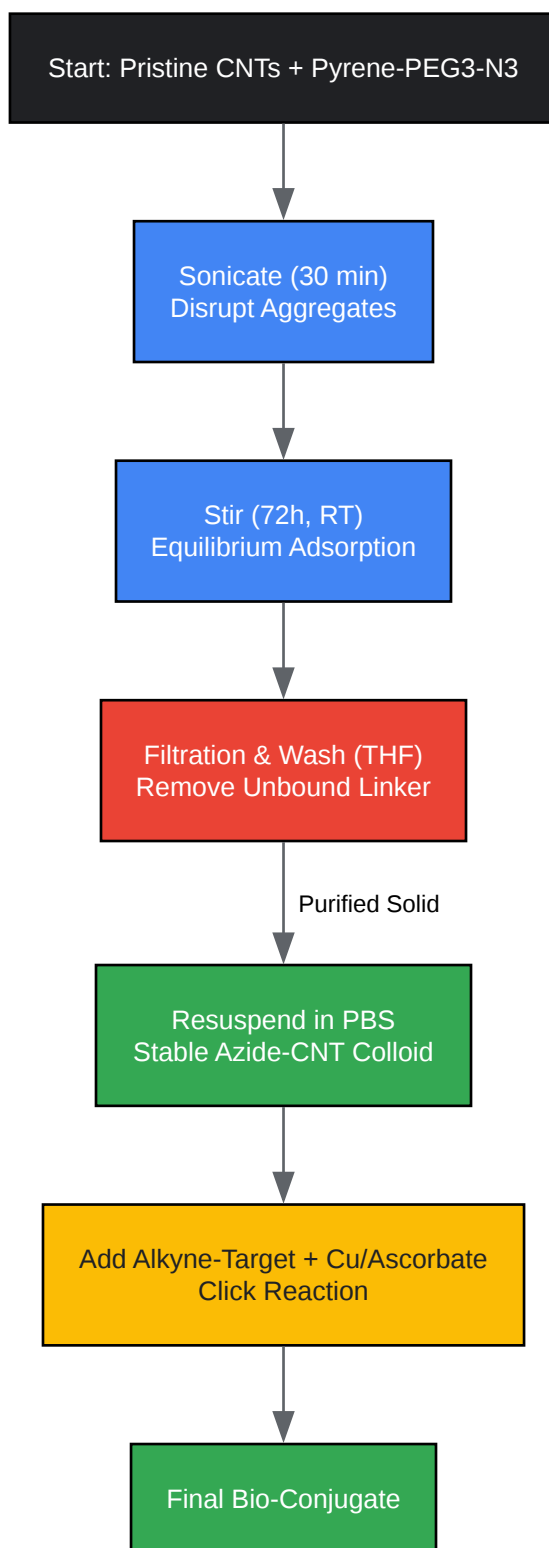 Start: Pristine CNTs + Pyrene-PEG3-N3
Sonicate (30 min)
Disrupt Aggregates
Stir (72h, RT)
Equilibrium Adsorption
Filtration & Wash (THF)
Remove Unbound Linker
Purified Solid
Resuspend in PBS
Stable Azide-CNT Colloid
Add Alkyne-Target + Cu/Ascorbate
Click Reaction
Final Bio-Conjugate